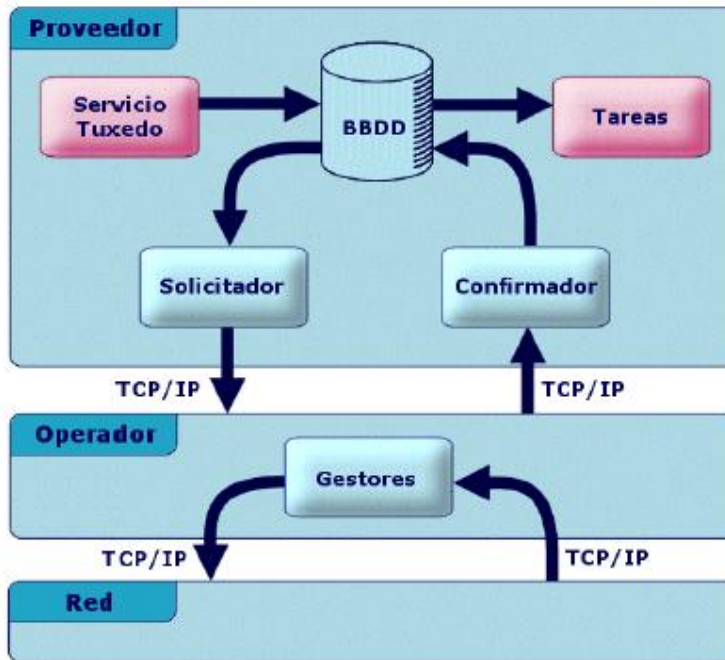 Proveedor
Servicio
Tuxedo
BBDD
Tareas
Solicitador
Confirmador
TCP/IP
TCP/IP
Operador
Gestores
TCP/IP
TCP/IP
Red